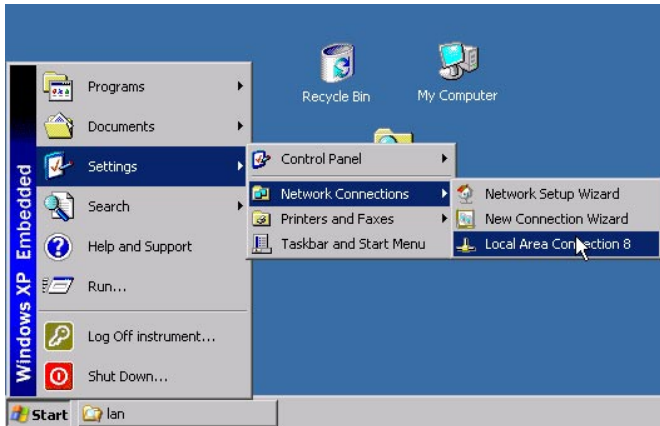 Recycle Bin
My Computer
Programs
Documents
Settings
Search
Help and Support
Run...
Log Off instrument...
Shut Down...
Windows XP Embedded
Control Panel
Network Connections
Printers and Faxes
Taskbar and Start Menu
Network Setup Wizard
New Connection Wizard
Local Area Connection 8
Start
lan